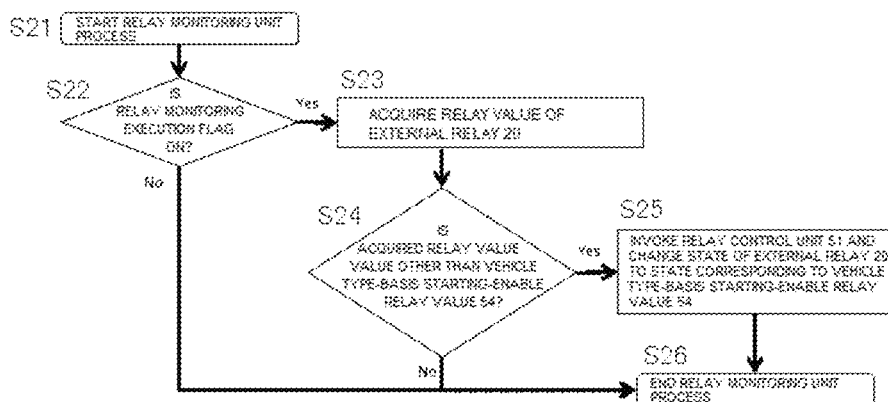 S21
START RELAY MONITORING UNIT
PROCESS
S22
IS
RELAY MONITORING
EXECUTION FLAG
ON?
Yes
No
S23
ACQUIRE RELAY VALUE OF
EXTERNAL RELAY 20
S24
IS
ACQUIRED RELAY VALUE
VALUE OTHER THAN VEHICLE
TYPE-BASIS STARTING-ENABLE
RELAY VALUE 54?
Yes
No
S25
INVOKE RELAY CONTROL UNIT 51 AND
CHANGE STATE OF EXTERNAL RELAY 20
TO STATE CORRESPONDING TO VEHICLE
TYPE-BASIS STARTING-ENABLE RELAY
VALUE 54
S26
END RELAY MONITORING UNIT
PROCESS